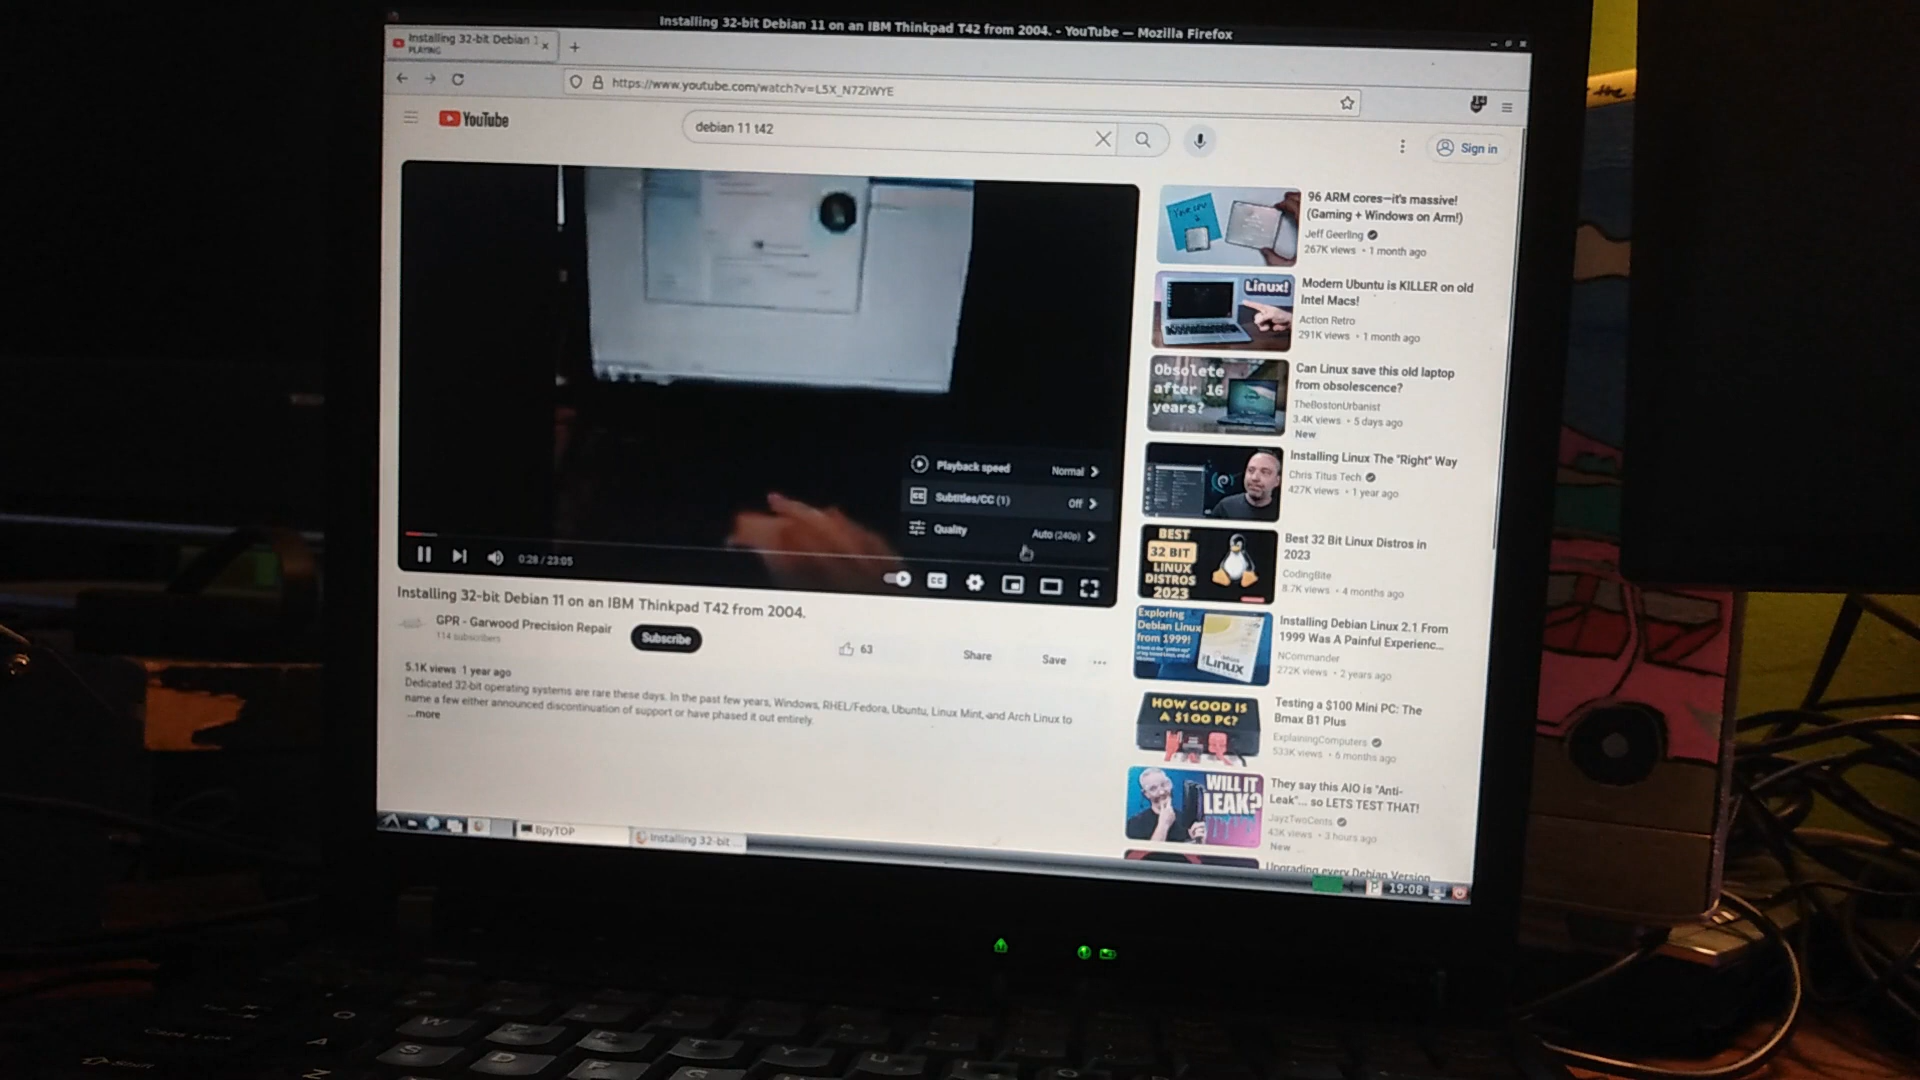 Installing 32-bit Debian 11 on an IBM Thinkpad T42 from 2004. - YouTube — Mozilla Firefox
Installing 32-bit Debian 1
PLAYING
https://www.youtube.com/watch?v=L5X_N7ZiWYE
YouTube
debian 11 t42
Sign in
Playback speed Normal
Subtitles/CC (1) Off
Quality Auto (240p)
0:28 / 23:05
CC
Installing 32-bit Debian 11 on an IBM Thinkpad T42 from 2004.
GPR - Garwood Precision Repair
114 subscribers
Subscribe
63
Share
Save
5.1K views 1 year ago
Dedicated 32-bit operating systems are rare these days. In the past few years, Windows, RHEL/Fedora, Ubuntu, Linux Mint, and Arch Linux to
name a few either announced discontinuation of support or have phased it out entirely.
...more
96 ARM cores—it's massive!
(Gaming + Windows on Arm!)
Jeff Geerling
267K views • 1 month ago
Linux!
Modern Ubuntu is KILLER on old
Intel Macs!
Action Retro
291K views • 1 month ago
Obsolete
after 16
years?
Can Linux save this old laptop
from obsolescence?
TheBostonUrbanist
3.4K views • 5 days ago
New
Installing Linux The "Right" Way
Chris Titus Tech
427K views • 1 year ago
BEST
32 BIT
LINUX
DISTROS
2023
Best 32 Bit Linux Distros in
2023
CodingBite
8.7K views • 4 months ago
Exploring
Debian Linux
from 1999!
Linux
Installing Debian Linux 2.1 From
1999 Was A Painful Experienc...
NCommander
272K views • 2 years ago
HOW GOOD IS
A $100 PC?
Testing a $100 Mini PC: The
Bmax B1 Plus
ExplainingComputers
533K views • 6 months ago
WILL IT
LEAK?
They say this AIO is "Anti-
Leak"... so LETS TEST THAT!
JayzTwoCents
43K views • 3 hours ago
New
Upgrading every Debian Version
BpyTOP
Installing 32-bit ...
19:08
W
E
T
Y
U
A
S
D
F
G
Z